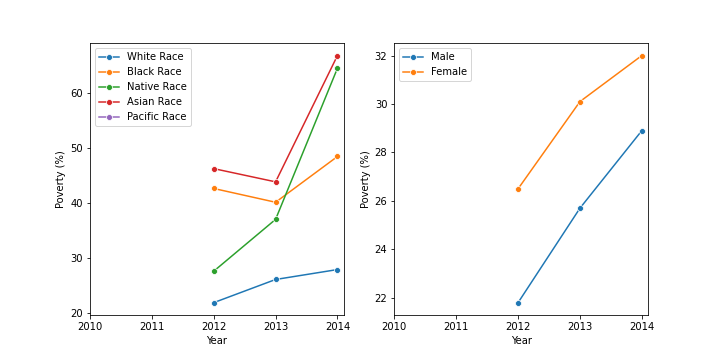 White Race
Black Race
Native Race
Asian Race
Pacific Race
60
50
40
30
20
Poverty (%)
2010 2011 2012 2013 2014
Year
Male
Female
32
30
28
26
24
22
Poverty (%)
2010 2011 2012 2013 2014
Year